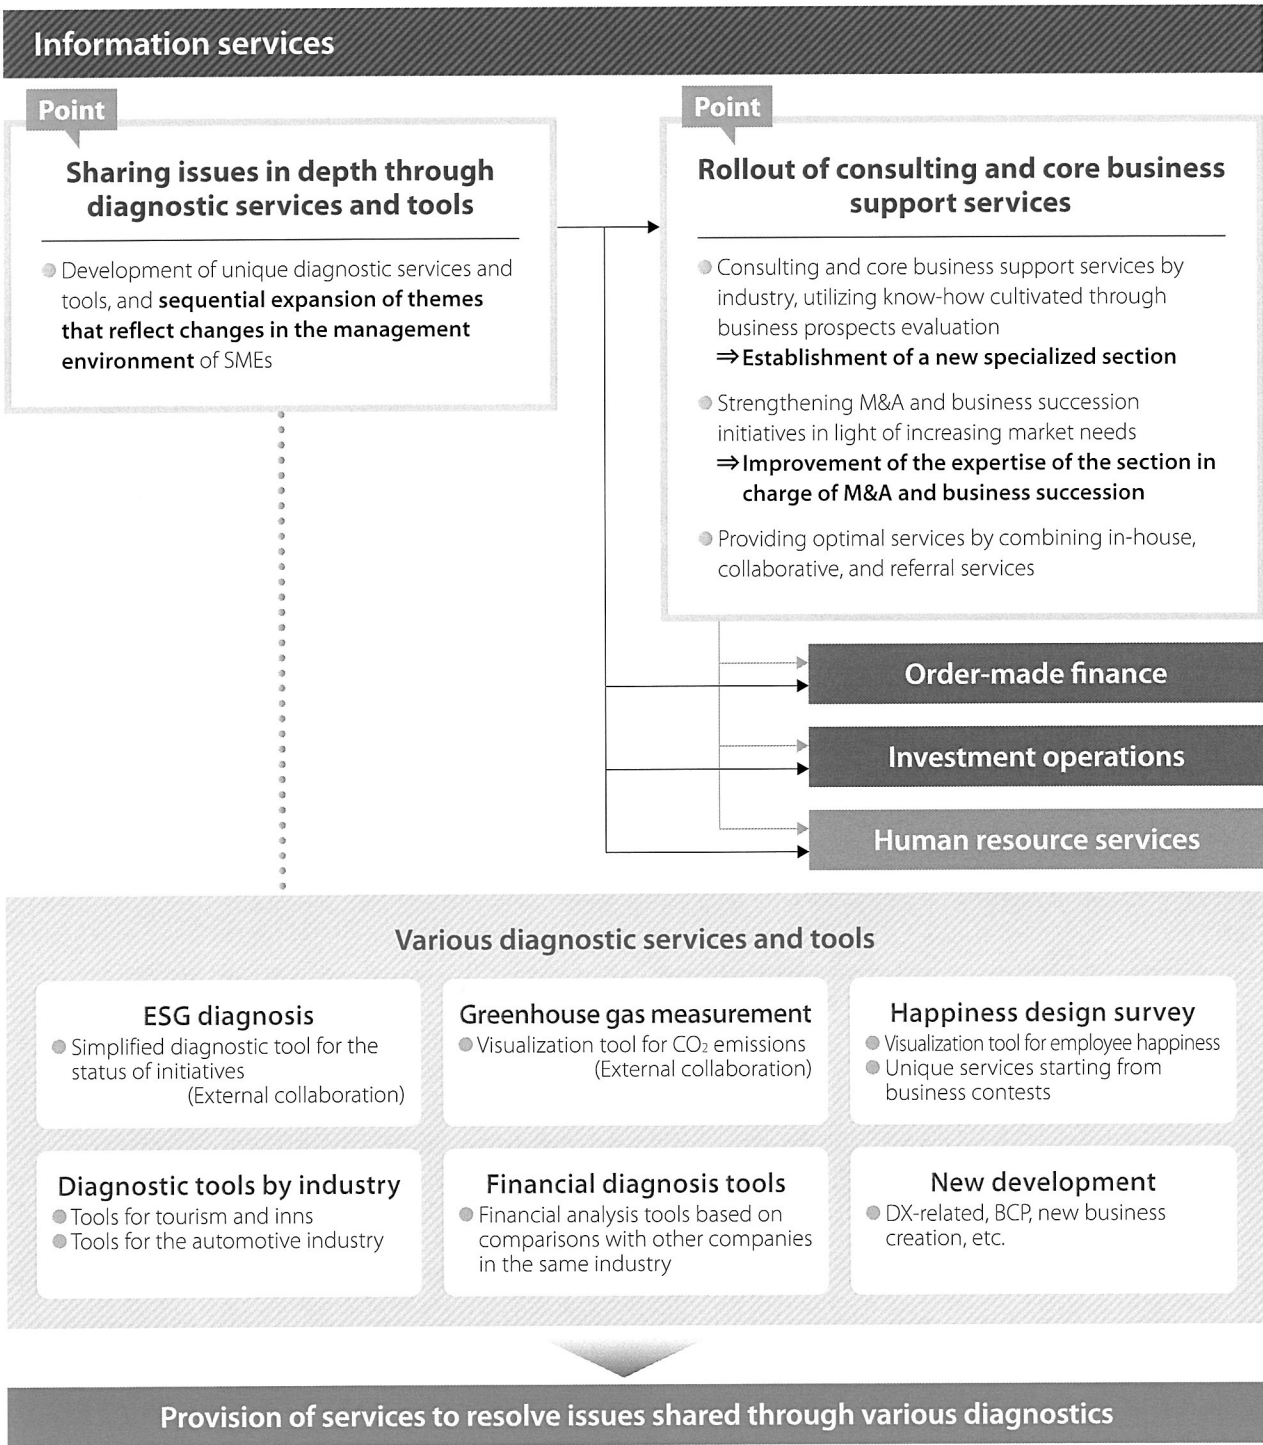 Information services
Point
Sharing issues in depth through
diagnostic services and tools
Development of unique diagnostic services and
tools, and sequential expansion of themes
that reflect changes in the management
environment of SMEs
Point
Rollout of consulting and core business
support services
Consulting and core business support services by
industry, utilizing know-how cultivated through
business prospects evaluation
⇒ Establishment of a new specialized section
Strengthening M&A and business succession
initiatives in light of increasing market needs
⇒ Improvement of the expertise of the section in
charge of M&A and business succession
Providing optimal services by combining in-house,
collaborative, and referral services
Order-made finance
Investment operations
Human resource services
Various diagnostic services and tools
ESG diagnosis
Simplified diagnostic tool for the
status of initiatives
(External collaboration)
Greenhouse gas measurement
Visualization tool for CO₂ emissions
(External collaboration)
Happiness design survey
Visualization tool for employee happiness
Unique services starting from
business contests
Diagnostic tools by industry
Tools for tourism and inns
Tools for the automotive industry
Financial diagnosis tools
Financial analysis tools based on
comparisons with other companies
in the same industry
New development
DX-related, BCP, new business
creation, etc.
Provision of services to resolve issues shared through various diagnostics